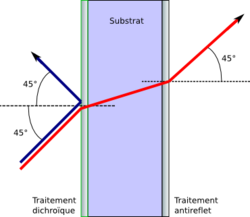 Substrat
45°
45°
45°
Traitement
dichroïque
Traitement
antireflet